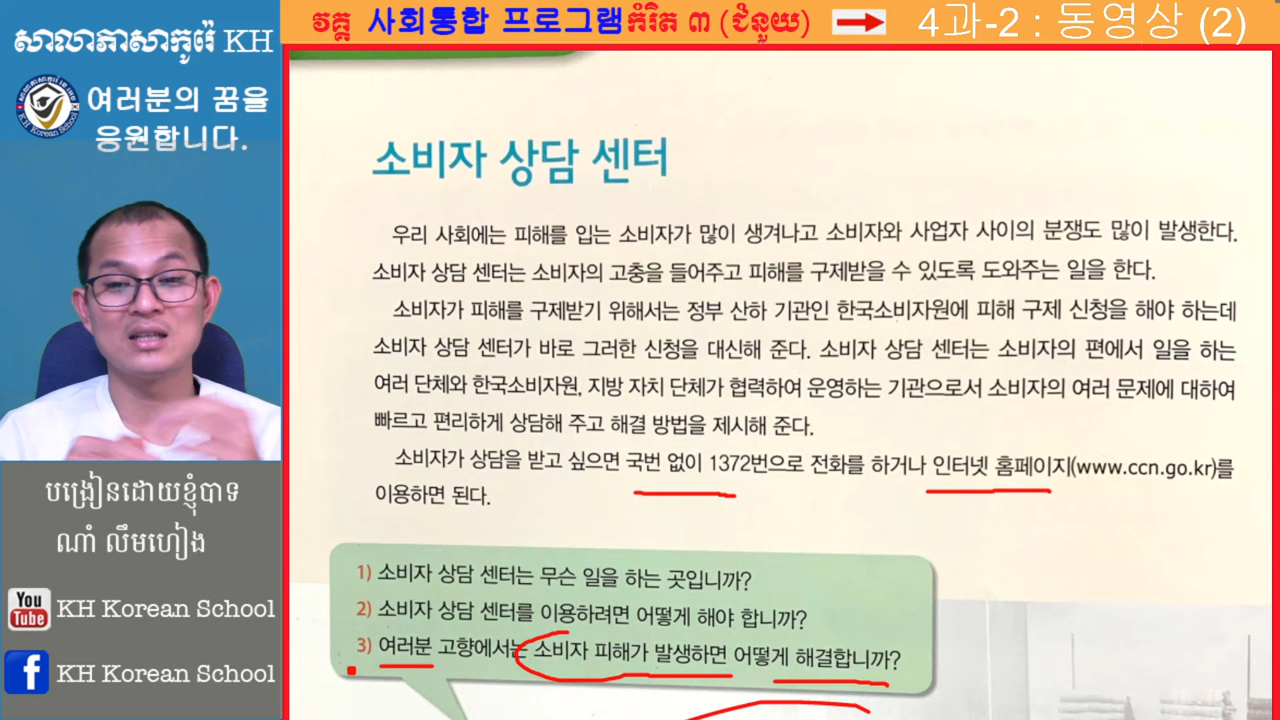 សាលាភាសាកូរ៉េ KH
여러분의 꿈을
응원합니다.
វគ្គ 사회통합 프로그램 កំរិត ៣ (ជំនួយ)
4과-2 : 동영상 (2)
소비자 상담 센터
우리 사회에는 피해를 입는 소비자가 많이 생겨나고 소비자와 사업자 사이의 분쟁도 많이 발생한다.
소비자 상담 센터는 소비자의 고충을 들어주고 피해를 구제받을 수 있도록 도와주는 일을 한다.
소비자가 피해를 구제받기 위해서는 정부 산하 기관인 한국소비자원에 피해 구제 신청을 해야 하는데
소비자 상담 센터가 바로 그러한 신청을 대신해 준다. 소비자 상담 센터는 소비자의 편에서 일을 하는
여러 단체와 한국소비자원, 지방 자치 단체가 협력하여 운영하는 기관으로서 소비자의 여러 문제에 대하여
빠르고 편리하게 상담해 주고 해결 방법을 제시해 준다.
소비자가 상담을 받고 싶으면 국번 없이 1372번으로 전화를 하거나 인터넷 홈페이지(www.ccn.go.kr)를
이용하면 된다.
1) 소비자 상담 센터는 무슨 일을 하는 곳입니까?
2) 소비자 상담 센터를 이용하려면 어떻게 해야 합니까?
3) 여러분 고향에서는 소비자 피해가 발생하면 어떻게 해결합니까?
បង្រៀនដោយខ្ញុំបាទ
ណាំ លឹមហៀង
You Tube KH Korean School
f KH Korean School